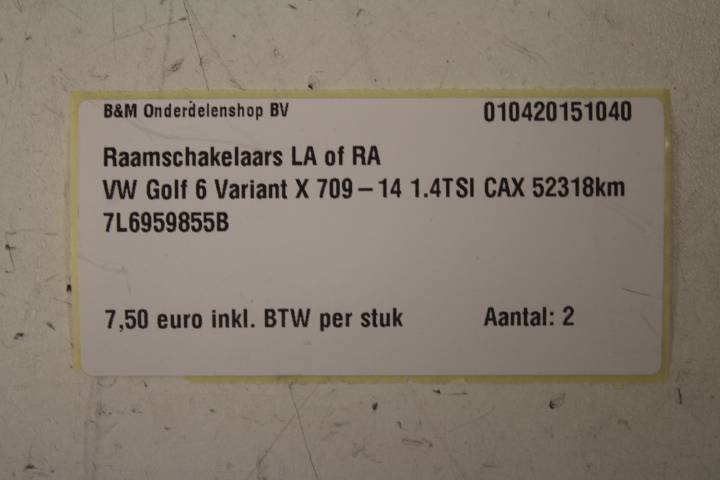 B&M Onderdelenshop BV 010420151040
Raamschakelaars LA of RA
VW Golf 6 Variant X 709-14 1.4TSI CAX 52318km
7L6959855B
7,50 euro inkl. BTW per stuk Aantal: 2